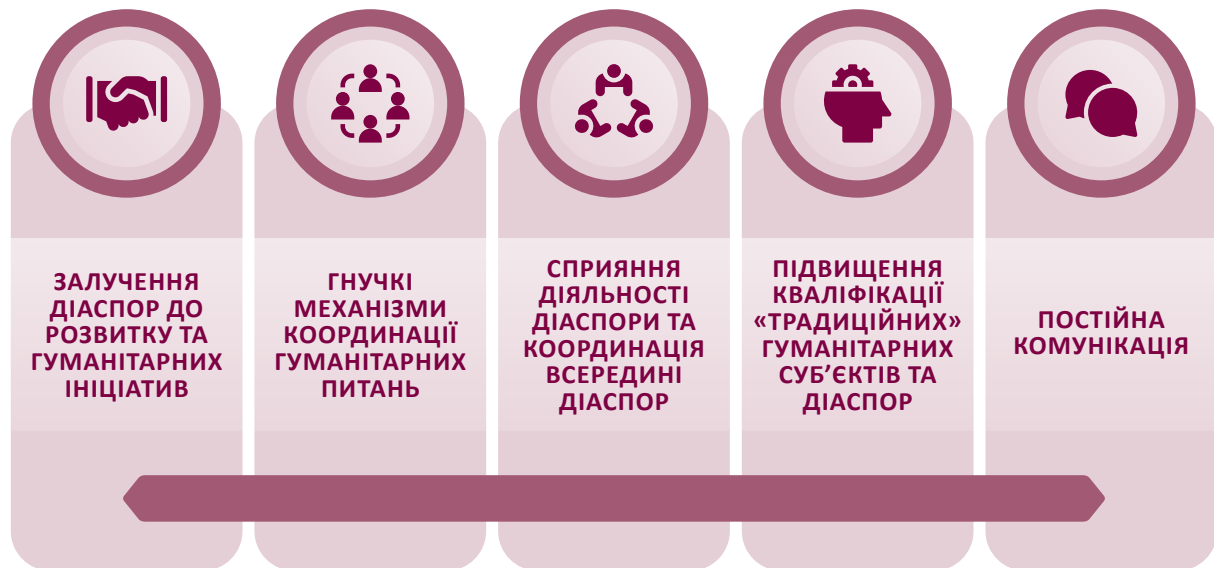 ЗАЛУЧЕННЯ
ДІАСПОР ДО
РОЗВИТКУ ТА
ГУМАНІТАРНИХ
ІНІЦІАТИВ
ГНУЧКІ
МЕХАНІЗМИ
КООРДИНАЦІЇ
ГУМАНІТАРНИХ
ПИТАНЬ
СПРИЯННЯ
ДІЯЛЬНОСТІ
ДІАСПОРИ ТА
КООРДИНАЦІЯ
ВСЕРЕДИНІ
ДІАСПОР
ПІДВИЩЕННЯ
КВАЛІФІКАЦІЇ
«ТРАДИЦІЙНИХ»
ГУМАНІТАРНИХ
СУБ’ЄКТІВ ТА
ДІАСПОР
ПОСТІЙНА
КОМУНІКАЦІЯ